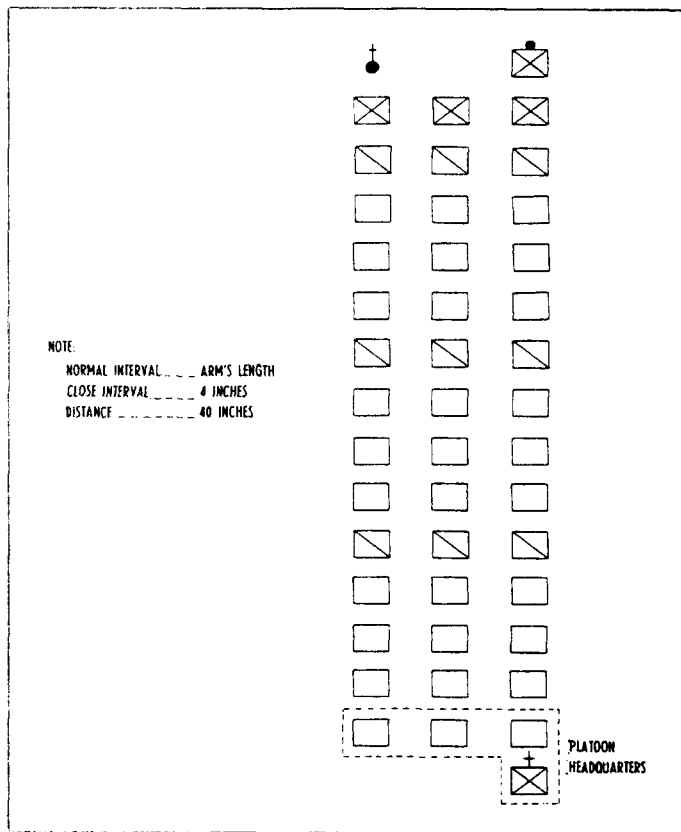 NOTE:
NORMAL INTERVAL _ _ _ ARM'S LENGTH
CLOSE INTERVAL _ _ _ _ _ 4 INCHES
DISTANCE _ _ _ _ _ _ _ _ 40 INCHES
PLATOON
HEADQUARTERS